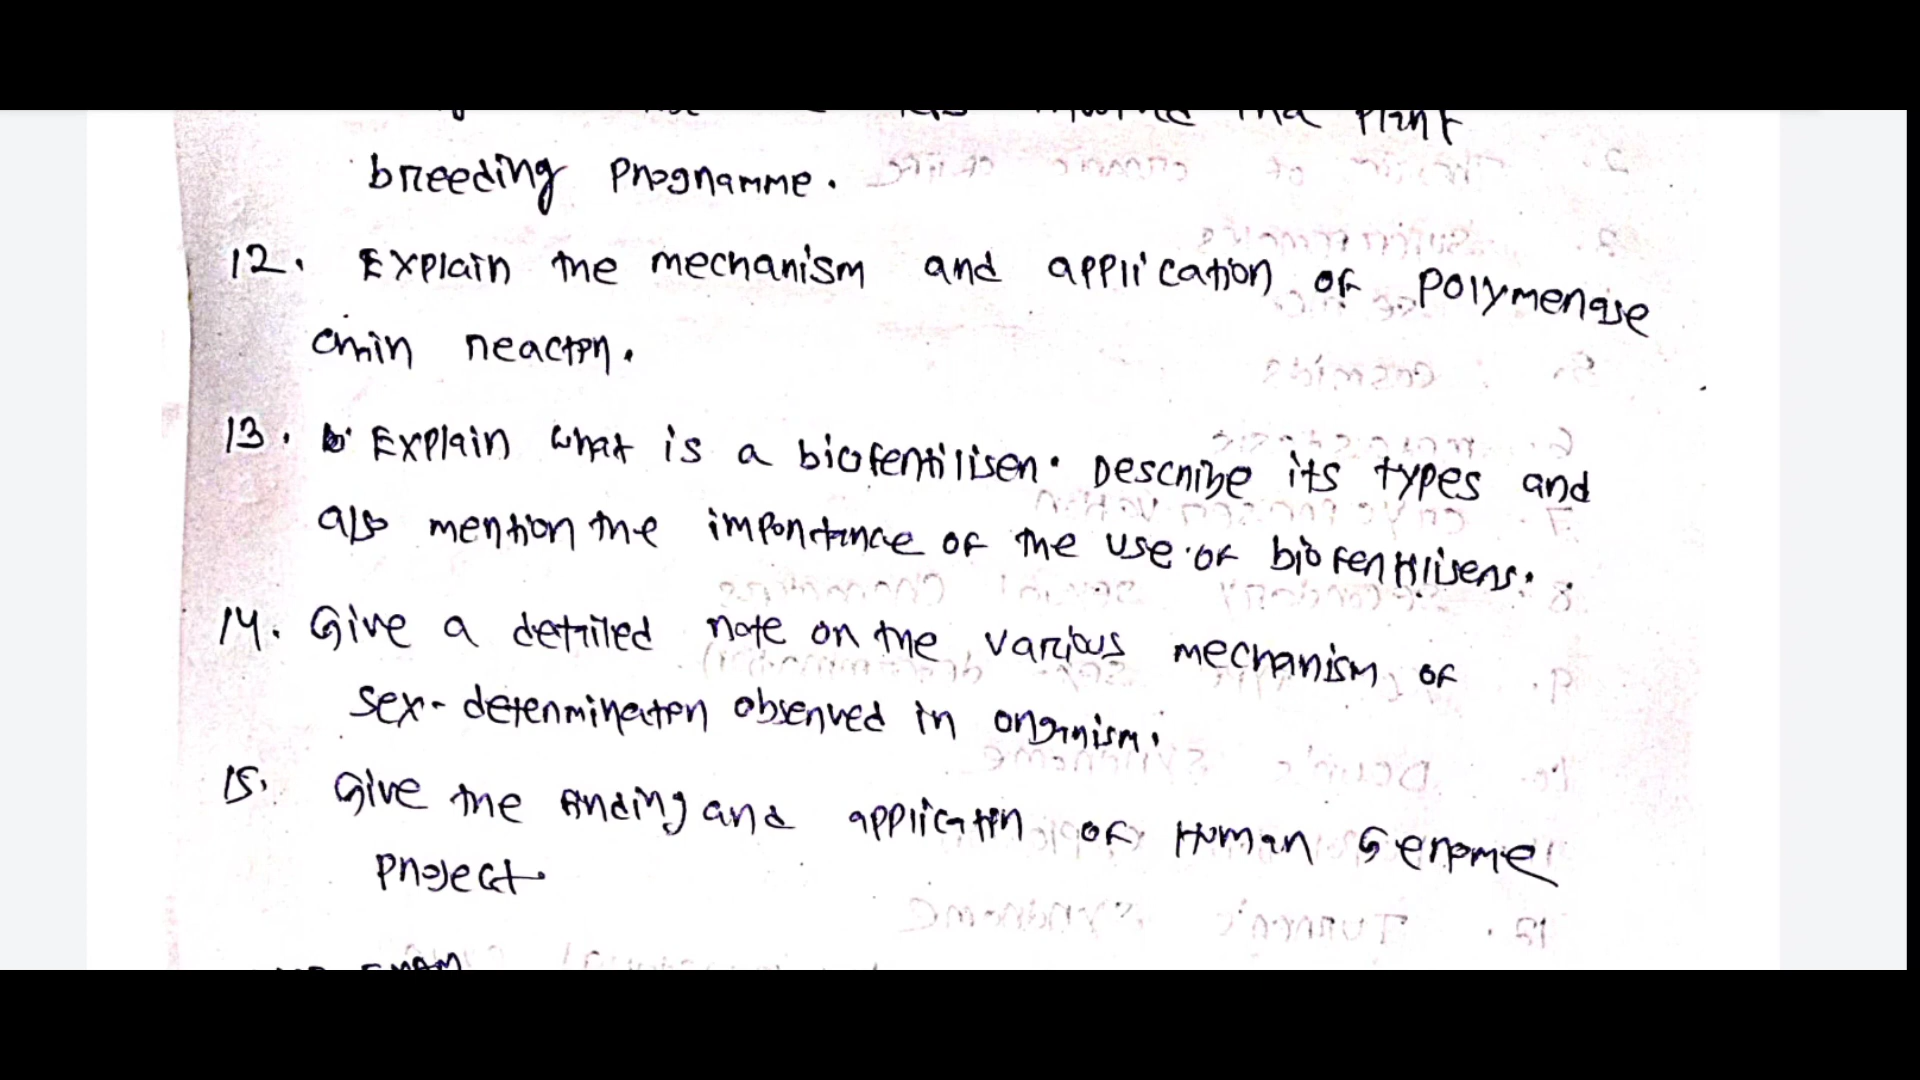 Plant
breeding Programme.
12. Explain the mechanism and application of Polymerase
chain reaction.
13. Explain what is a biofertiliser. Describe its types and
also mention the importance of the use of biofertilisers.
14. Give a detailed note on the various mechanism of
sex-determination observed in organism.
15. Give the finding and application of Human Genome
Project.
EXAM